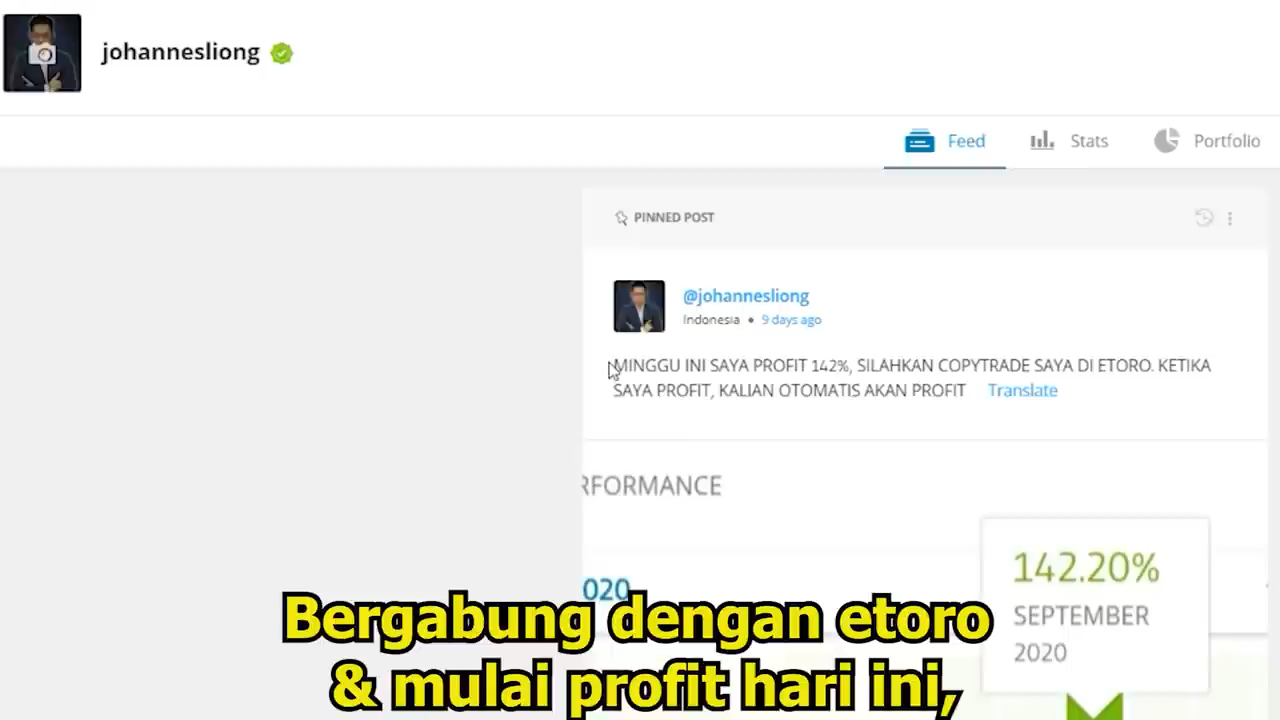 johannesliong
Feed
Stats
Portfolio
PINNED POST
@johannesliong
Indonesia • 9 days ago
MINGGU INI SAYA PROFIT 142%, SILAHKAN COPYTRADE SAYA DI ETORO. KETIKA
SAYA PROFIT, KALIAN OTOMATIS AKAN PROFIT Translate
RFORMANCE
142.20%
SEPTEMBER
2020
020
Bergabung dengan etoro
& mulai profit hari ini,